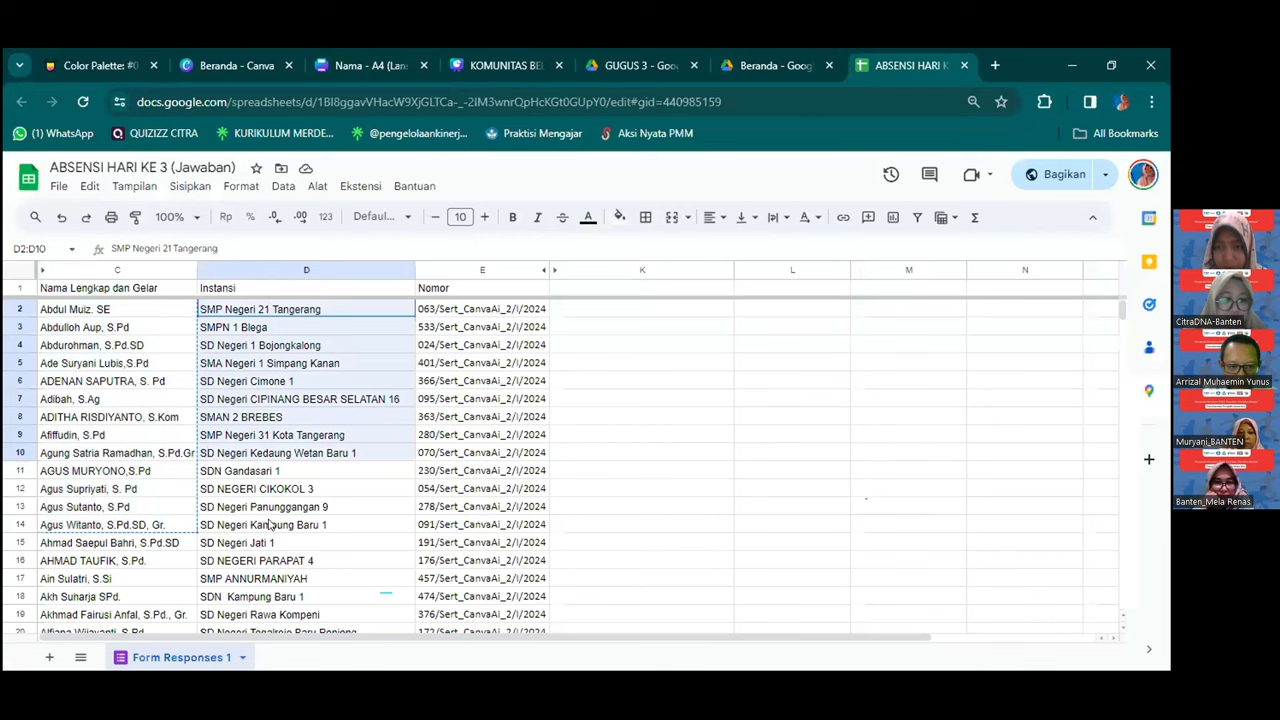 Color Palette: #0
Beranda - Canva
Nama - A4 (Lan
KOMUNITAS BE
GUGUS 3 - Goo
Beranda - Goog
ABSENSI HARI K
docs.google.com/spreadsheets/d/1Bl8ggavVHacW9XjGLTCa-_-2iM3wnrQpHcKGt0GUpY0/edit#gid=440985159
(1) WhatsApp
QUIZIZZ CITRA
KURIKULUM MERDE...
@pengelolaankinerj...
Praktisi Mengajar
Aksi Nyata PMM
All Bookmarks
ABSENSI HARI KE 3 (Jawaban)
File Edit Tampilan Sisipkan Format Data Alat Ekstensi Bantuan
Bagikan
100% Rp % .0 .00 123 Defaul... 10 B I A
D2:D10 fx SMP Negeri 21 Tangerang
C D E K L M N
1 Nama Lengkap dan Gelar Instansi Nomor
2 Abdul Muiz. SE SMP Negeri 21 Tangerang 063/Sert_CanvaAi_2/I/2024
3 Abdulloh Aup, S.Pd SMPN 1 Blega 533/Sert_CanvaAi_2/I/2024
4 Abdurohman, S.Pd.SD SD Negeri 1 Bojongkalong 024/Sert_CanvaAi_2/I/2024
5 Ade Suryani Lubis,S.Pd SMA Negeri 1 Simpang Kanan 401/Sert_CanvaAi_2/I/2024
6 ADENAN SAPUTRA, S. Pd SD Negeri Cimone 1 366/Sert_CanvaAi_2/I/2024
7 Adibah, S.Ag SD Negeri CIPINANG BESAR SELATAN 16 095/Sert_CanvaAi_2/I/2024
8 ADITHA RISDIYANTO, S.Kom SMAN 2 BREBES 363/Sert_CanvaAi_2/I/2024
9 Afiffudin, S.Pd SMP Negeri 31 Kota Tangerang 280/Sert_CanvaAi_2/I/2024
10 Agung Satria Ramadhan, S.Pd.Gr SD Negeri Kedaung Wetan Baru 1 070/Sert_CanvaAi_2/I/2024
11 AGUS MURYONO,S.Pd SDN Gandasari 1 230/Sert_CanvaAi_2/I/2024
12 Agus Supriyati, S. Pd SD NEGERI CIKOKOL 3 054/Sert_CanvaAi_2/I/2024
13 Agus Sutanto, S.Pd SD Negeri Panunggangan 9 278/Sert_CanvaAi_2/I/2024
14 Agus Witanto, S.Pd.SD, Gr. SD Negeri Kampung Baru 1 091/Sert_CanvaAi_2/I/2024
15 Ahmad Saepul Bahri, S.Pd.SD SD Negeri Jati 1 191/Sert_CanvaAi_2/I/2024
16 AHMAD TAUFIK, S.Pd. SD NEGERI PARAPAT 4 176/Sert_CanvaAi_2/I/2024
17 Ain Sulatri, S.Si SMP ANNURMANIYAH 457/Sert_CanvaAi_2/I/2024
18 Akh Suharja SPd. SDN Kampung Baru 1 474/Sert_CanvaAi_2/I/2024
19 Akhmad Fairusi Anfal, S.Pd., Gr. SD Negeri Rawa Kompeni 376/Sert_CanvaAi_2/I/2024
20 Alfiana Wijayanti, S.Pd SD Negeri Tegalrejo Baru 172/Sert_CanvaAi_2/I/2024
Form Responses 1
CitraDNA-Banten
Arrizal Muhaemin Yunus
Muryani_BANTEN
Banten_Mela Renas